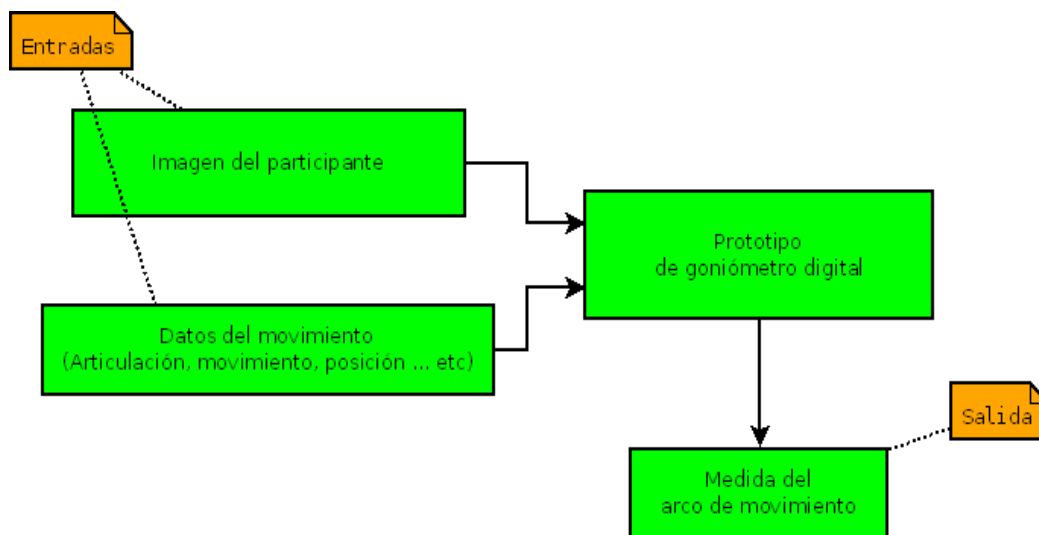 Entradas
Imagen del participante
Prototipo
de goniómetro digital
Datos del movimiento
(Articulación, movimiento, posición ... etc)
Salida
Medida del
arco de movimiento